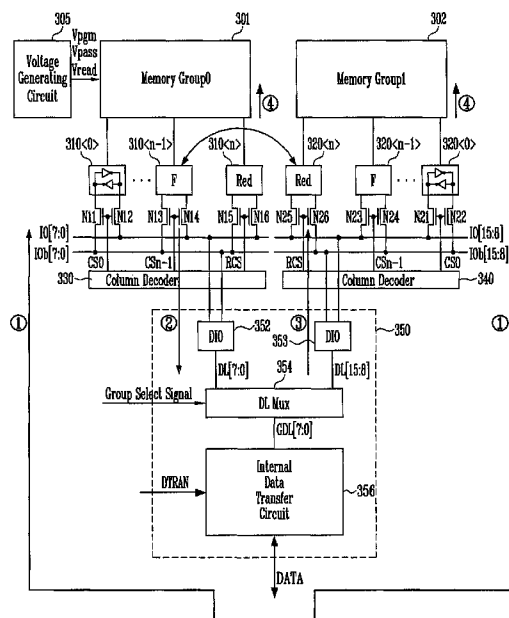 305
Vpgm
Vpass
Vread
Voltage
Generating
Circuit
301
Memory Group0
302
Memory Group1
④
④
310<0>
310<n-1>
310<n>
320<n>
320<n-1>
320<0>
F
Red
Red
F
N11
N12
N13
N14
N15
N16
N25
N26
N23
N24
N21
N22
IO[7:0]
IO[15:8]
IOb[7:0]
IOb[15:8]
CS0
CSn-1
RCS
RCS
CSn-1
CS0
330
Column Decoder
Column Decoder
340
①
②
③
①
DIO
352
353
DIO
350
DL[7:0]
354
DL[15:8]
Group Select Signal
DL Mux
GDL[7:0]
DTRAN
Internal
Data
Transfer
Circuit
356
DATA